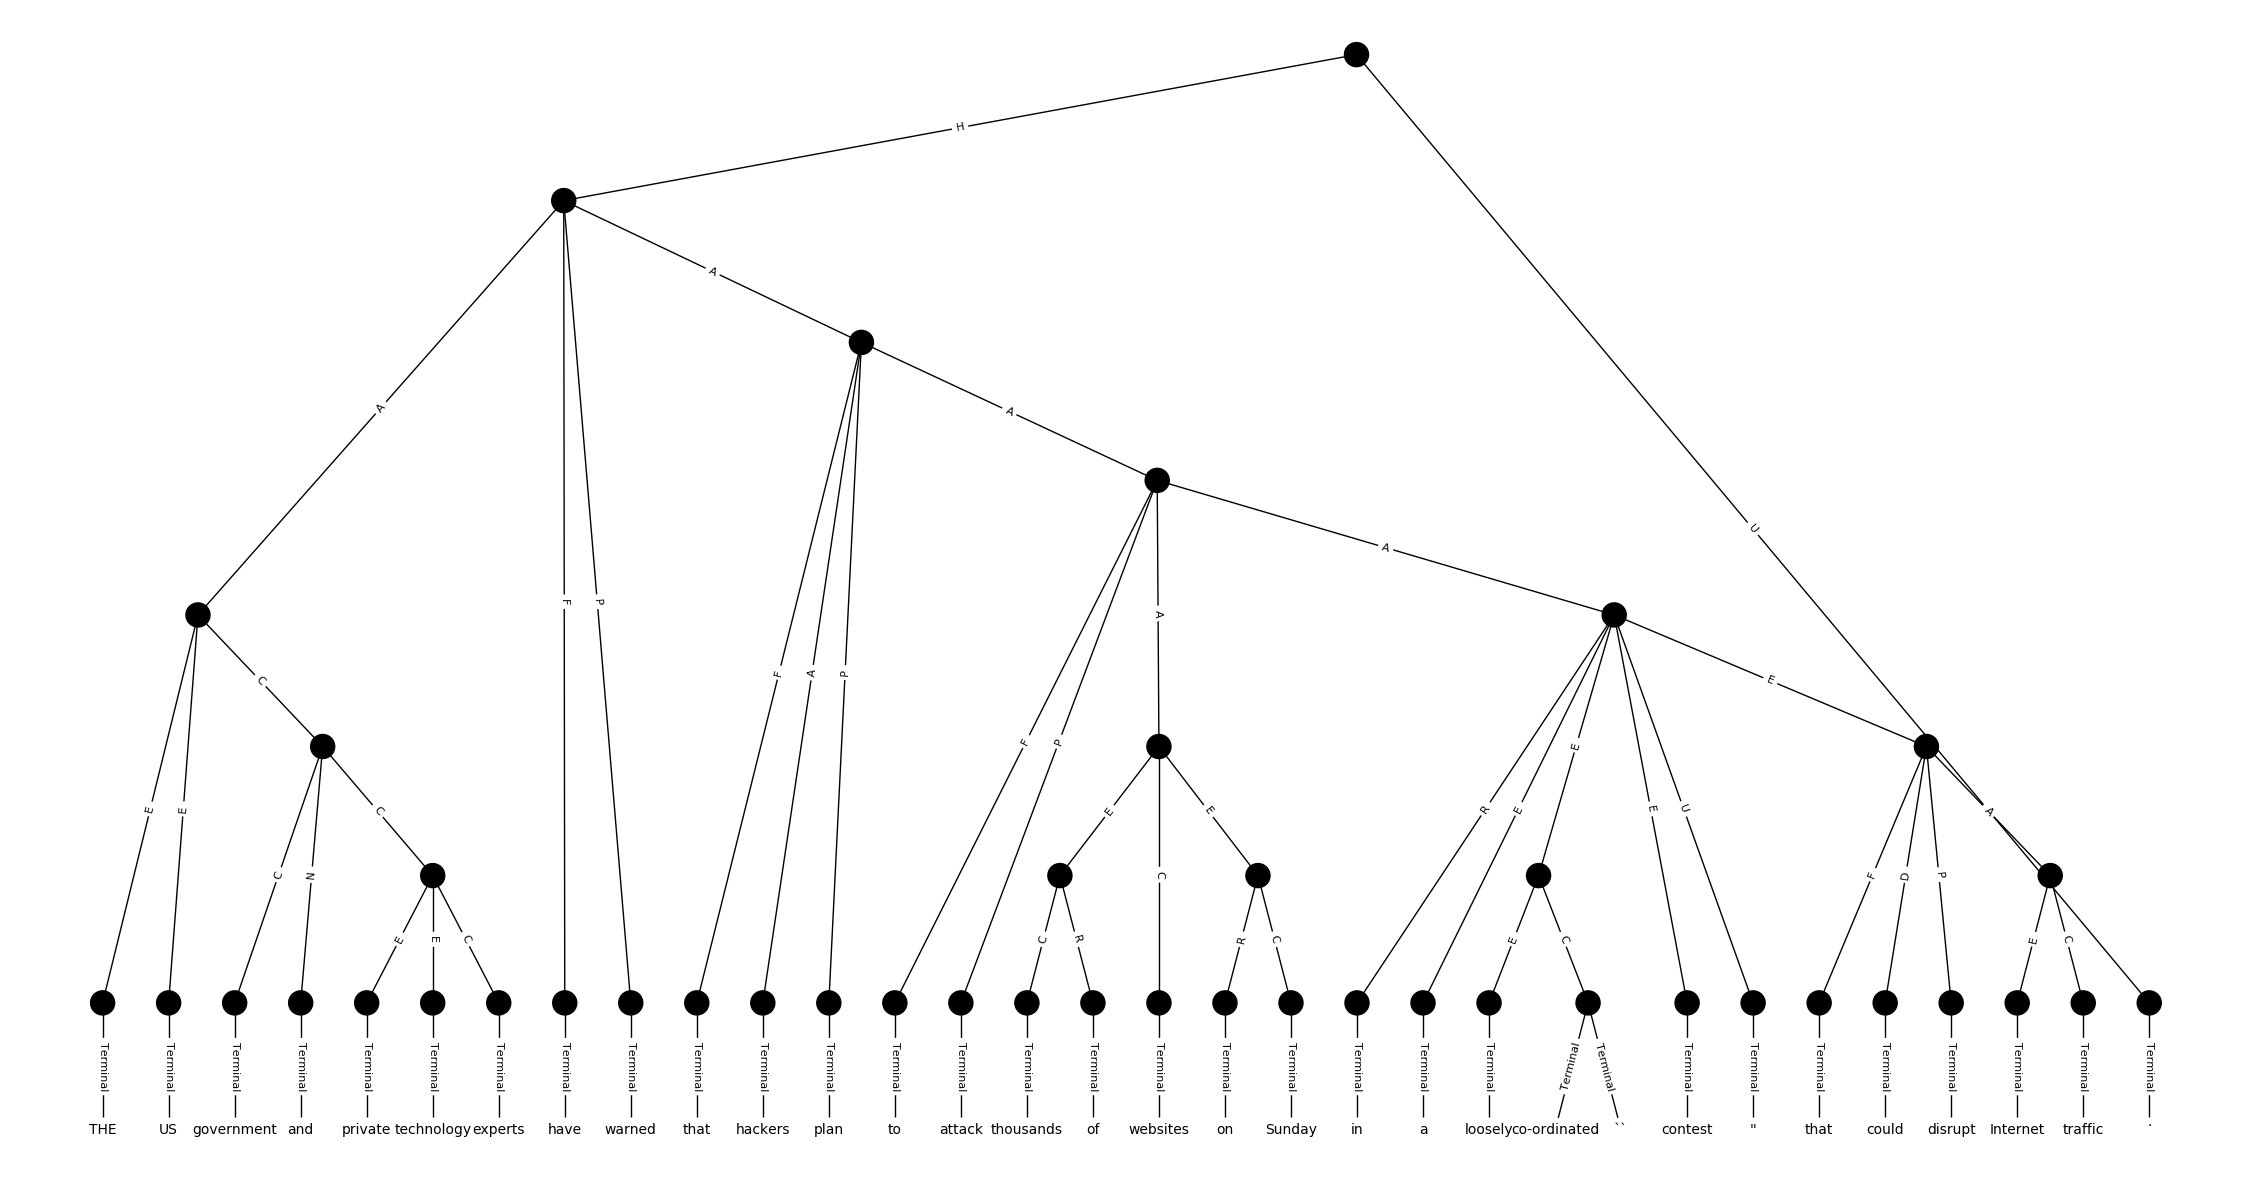 H
A
A
A
U
A
F
P
F
A
P
A
E
C
E
E
F
P
E
E
R
E
E
U
A
C
N
C
C
F
D
P
E
E
C
C
R
R
C
E
C
E
C
Terminal Terminal Terminal Terminal Terminal Terminal Terminal Terminal Terminal Terminal Terminal Terminal Terminal Terminal Terminal Terminal Terminal Terminal Terminal Terminal Terminal Terminal Terminal Terminal Terminal Terminal Terminal Terminal Terminal Terminal Terminal Terminal
THE US government and private technology experts have warned that hackers plan to attack thousands of websites on Sunday in a loosely co-ordinated `` contest " that could disrupt Internet traffic .